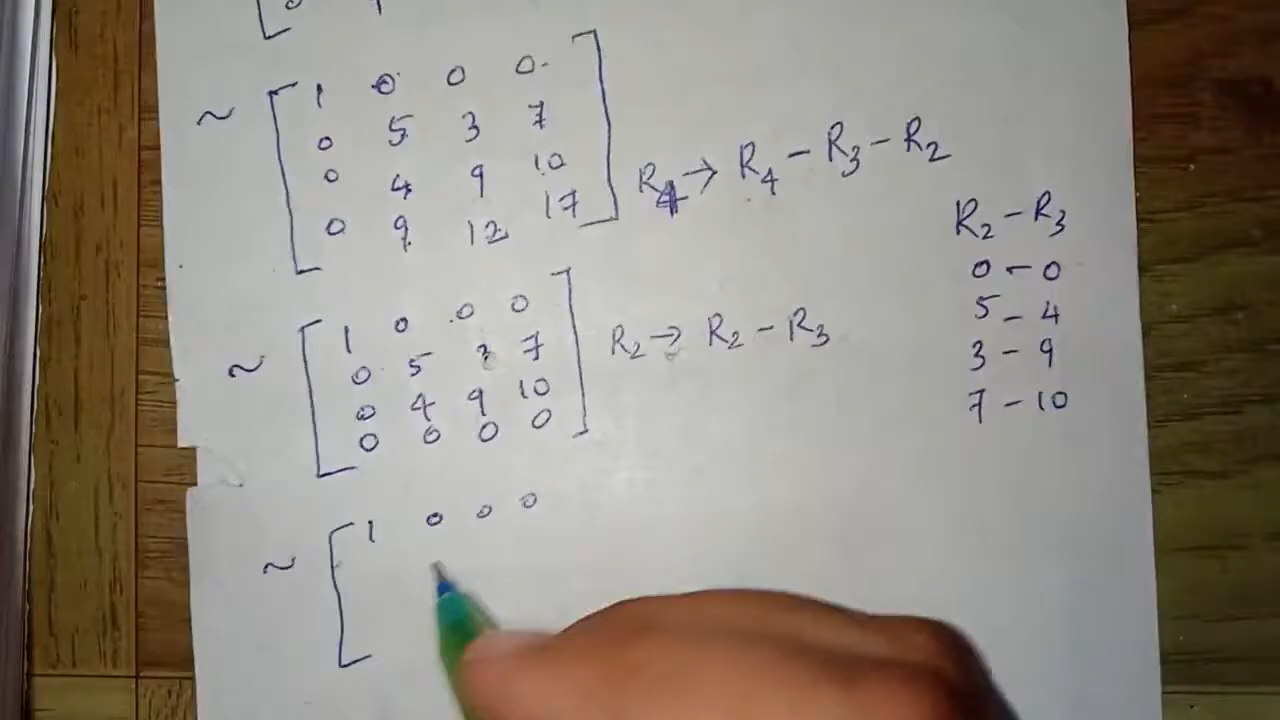 ~ [ 1 0 0 0
0 5 3 7
0 4 9 10
0 9 12 17 ] R4 → R4 - R3 - R2
~ [ 1 0 0 0
0 5 3 7
0 4 9 10
0 0 0 0 ] R2 → R2 - R3
R2 - R3
0 - 0
5 - 4
3 - 9
7 - 10
~ [ 1 0 0 0